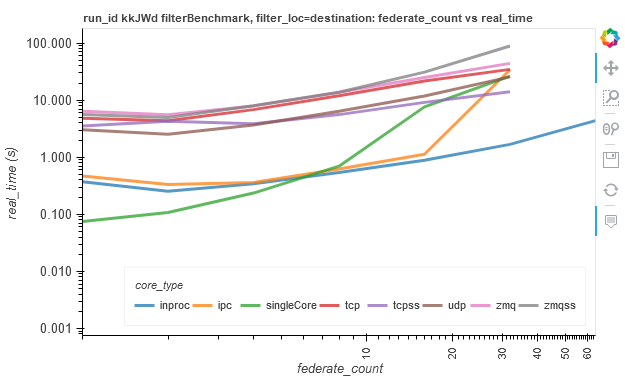 run_id kkJWd filterBenchmark, filter_loc=destination: federate_count vs real_time
100.000
10.000
1.000
0.100
0.010
0.001
real_time (s)
core_type
inproc ipc singleCore tcp tcpss udp zmq zmqss
10 20 30 40 50 60
federate_count